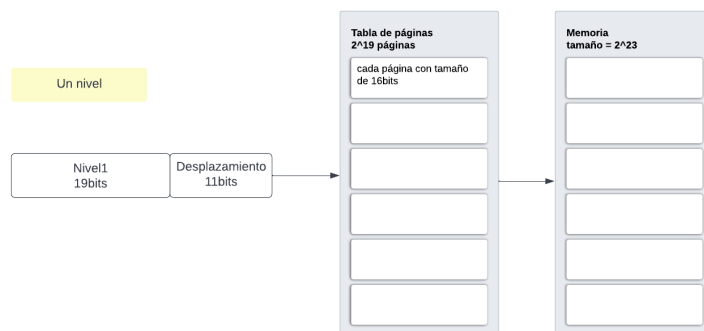 Un nivel
Nivel1
19bits
Desplazamiento
11bits
Tabla de páginas
2^19 páginas
cada página con tamaño
de 16bits
Memoria
tamaño = 2^23